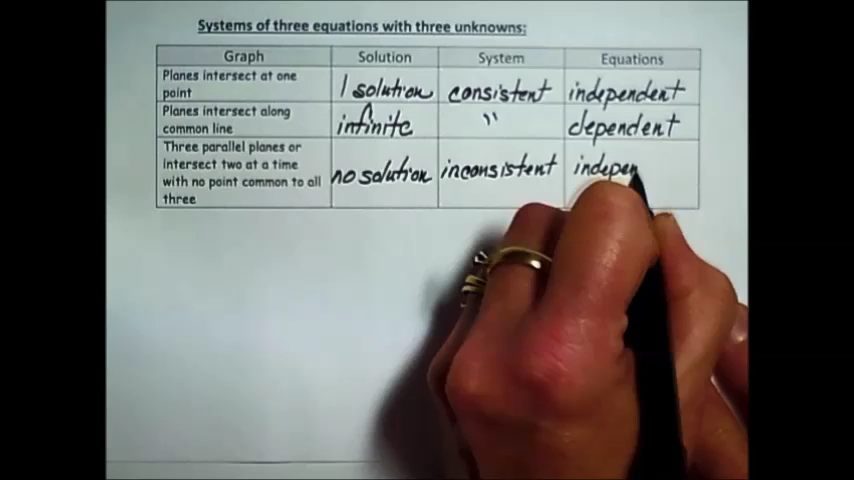 Systems of three equations with three unknowns:
Graph Solution System Equations
Planes intersect at one
point
1 solution consistent independent
Planes intersect along
common line
infinite " dependent
Three parallel planes or
intersect two at a time
with no point common to all
three
no solution inconsistent indepen